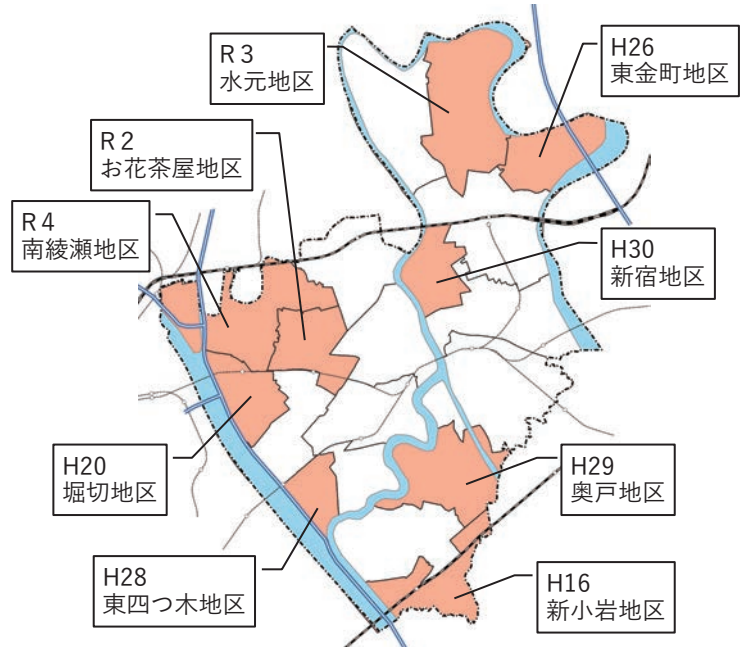 R３
水元地区
H26
東金町地区
R２
お花茶屋地区
R４
南綾瀬地区
H30
新宿地区
H20
堀切地区
H29
奥戸地区
H28
東四つ木地区
H16
新小岩地区